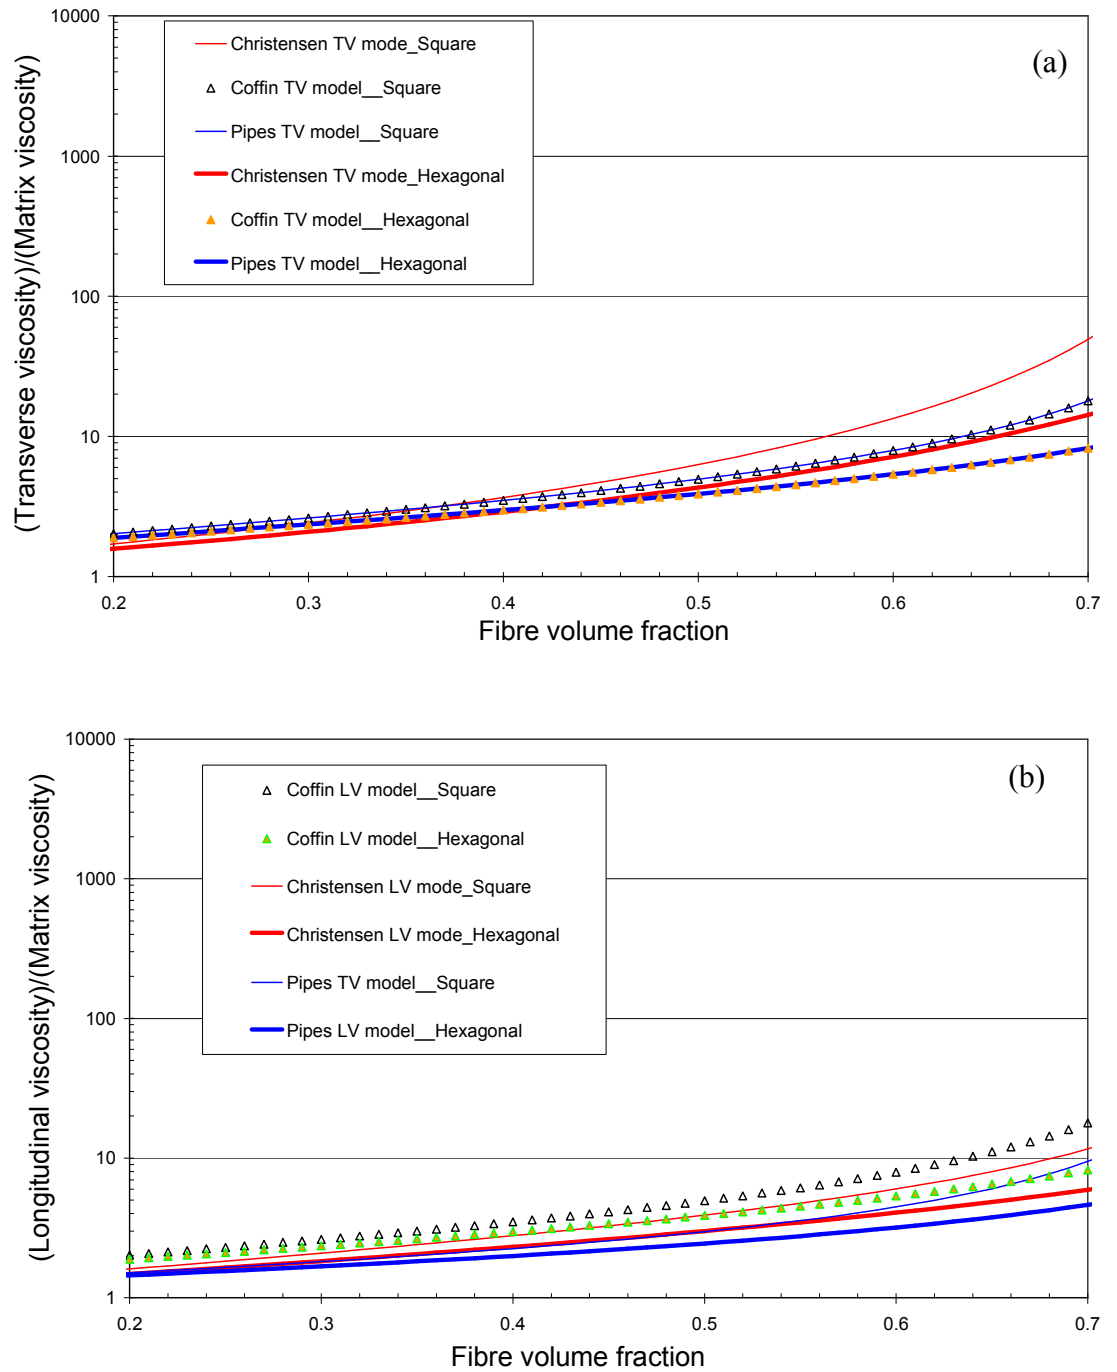 10000
1000
100
10
1
(Transverse viscosity)/(Matrix viscosity)
Christensen TV mode_Square
Coffin TV model__Square
Pipes TV model__Square
Christensen TV mode_Hexagonal
Coffin TV model__Hexagonal
Pipes TV model__Hexagonal
(a)
0.2 0.3 0.4 0.5 0.6 0.7
Fibre volume fraction
10000
1000
100
10
1
(Longitudinal viscosity)/(Matrix viscosity)
Coffin LV model__Square
Coffin LV model__Hexagonal
Christensen LV mode_Square
Christensen LV mode_Hexagonal
Pipes TV model__Square
Pipes LV model__Hexagonal
(b)
0.2 0.3 0.4 0.5 0.6 0.7
Fibre volume fraction